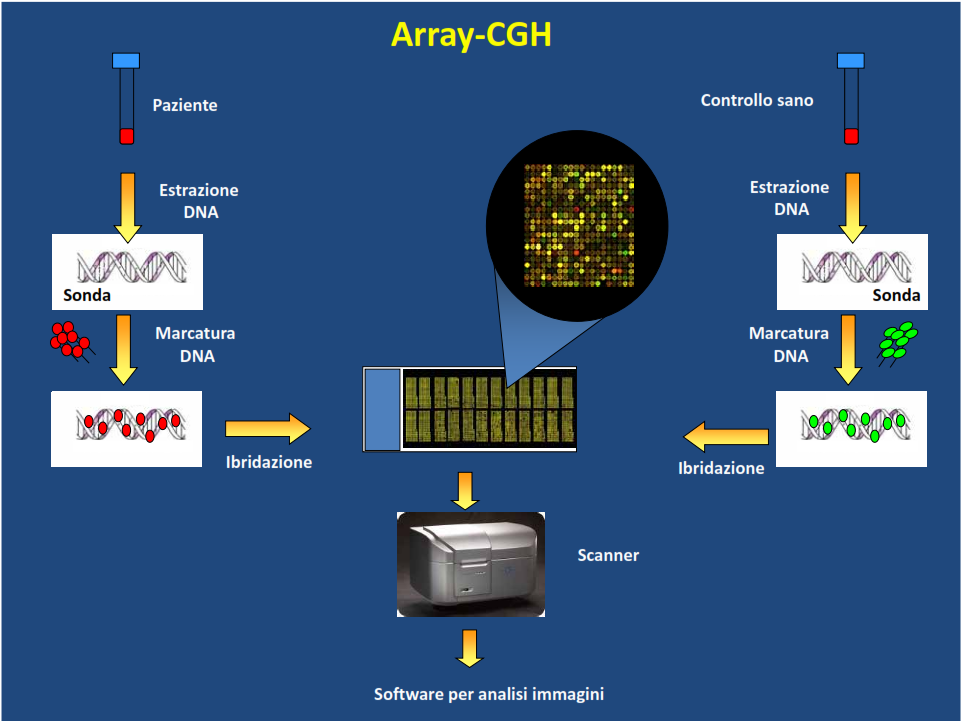 Array-CGH
Paziente
Controllo sano
Estrazione
DNA
Estrazione
DNA
Sonda
Sonda
Marcatura
DNA
Marcatura
DNA
Ibridazione
Ibridazione
Scanner
Software per analisi immagini